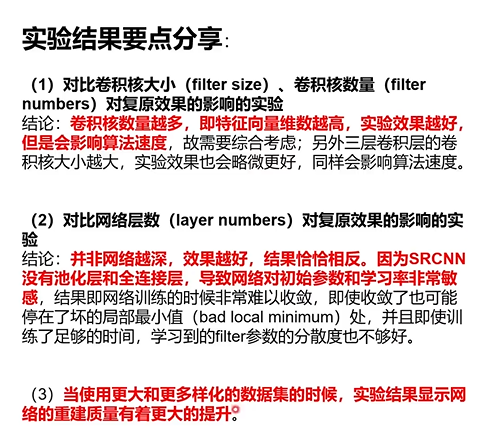 实验结果要点分享：
（1）对比卷积核大小（filter size）、卷积核数量（filter
numbers）对复原效果的影响的实验
结论：卷积核数量越多，即特征向量维数越高，实验效果越好，
但是会影响算法速度，故需要综合考虑；另外三层卷积层的卷
积核大小越大，实验效果也会略微更好，同样会影响算法速度。
（2）对比网络层数（layer numbers）对复原效果的影响的实
验
结论：并非网络越深，效果越好，结果恰恰相反。因为SRCNN
没有池化层和全连接层，导致网络对初始参数和学习率非常敏
感，结果即网络训练的时候非常难以收敛，即使收敛了也可能
停在了坏的局部最小值（bad local minimum）处，并且即使训
练了足够的时间，学习到的filter参数的分散度也不够好。
（3）当使用更大和更多样化的数据集的时候，实验结果显示网
络的重建质量有着更大的提升。